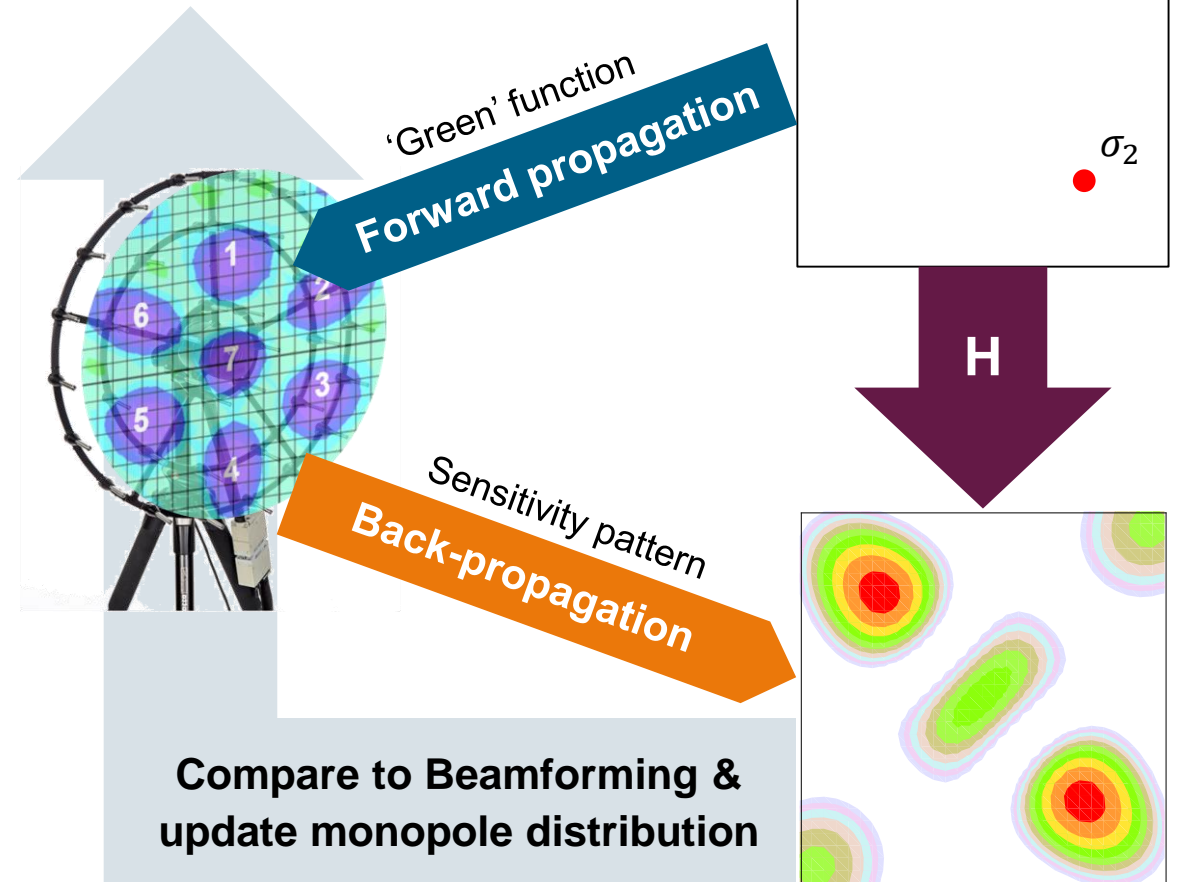 ‘Green’ function
Forward propagation
σ₂
1
2
6
7
3
5
4
H
Sensitivity pattern
Back-propagation
Compare to Beamforming &
update monopole distribution